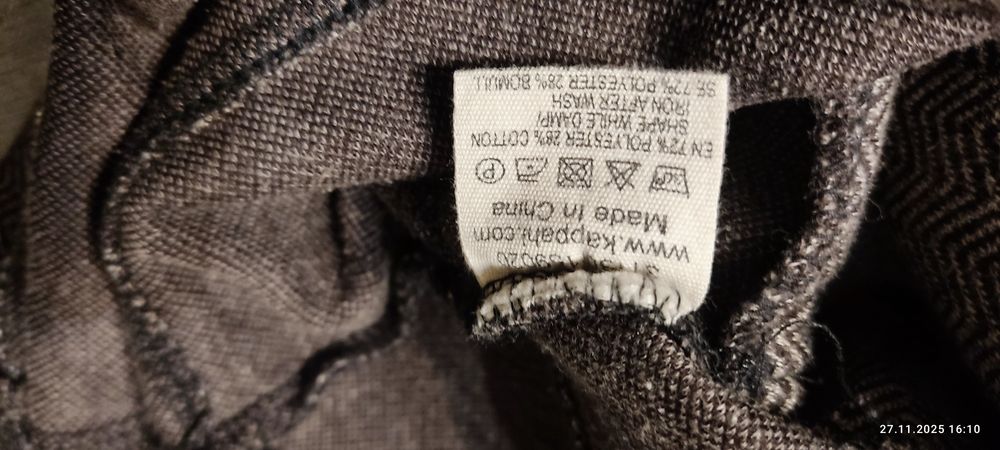 www.kappahl.com
Made In China
P
EN 72% POLYESTER 28% COTTON
SHAPE WHILE DAMP/
IRON AFTER WASH
SE 72% POLYESTER 28% BOMULL
27.11.2025 16:10